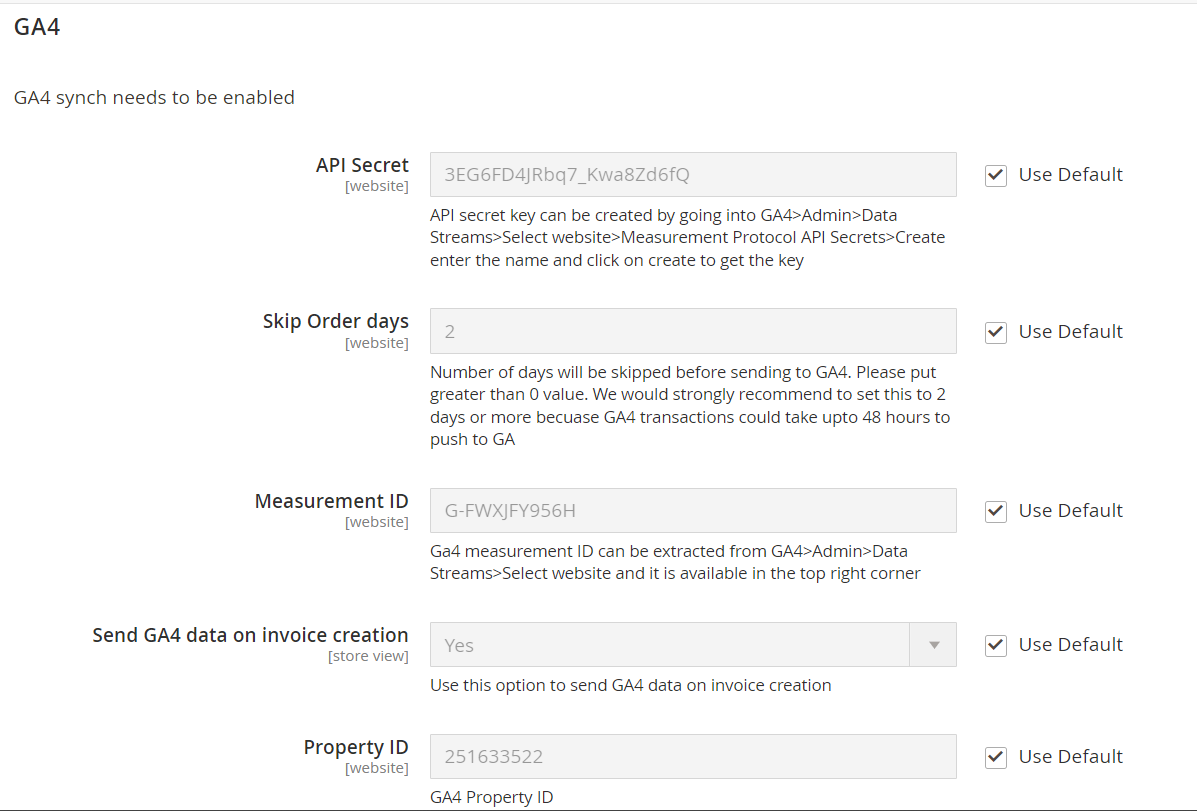 GA4
GA4 synch needs to be enabled
API Secret
[website]
3EG6FD4JRbq7_Kwa8Zd6fQ
Use Default
API secret key can be created by going into GA4>Admin>Data
Streams>Select website>Measurement Protocol API Secrets>Create
enter the name and click on create to get the key
Skip Order days
[website]
2
Use Default
Number of days will be skipped before sending to GA4. Please put
greater than 0 value. We would strongly recommend to set this to 2
days or more becuase GA4 transactions could take upto 48 hours to
push to GA
Measurement ID
[website]
G-FWXJFY956H
Use Default
Ga4 measurement ID can be extracted from GA4>Admin>Data
Streams>Select website and it is available in the top right corner
Send GA4 data on invoice creation
[store view]
Yes
Use Default
Use this option to send GA4 data on invoice creation
Property ID
[website]
251633522
Use Default
GA4 Property ID